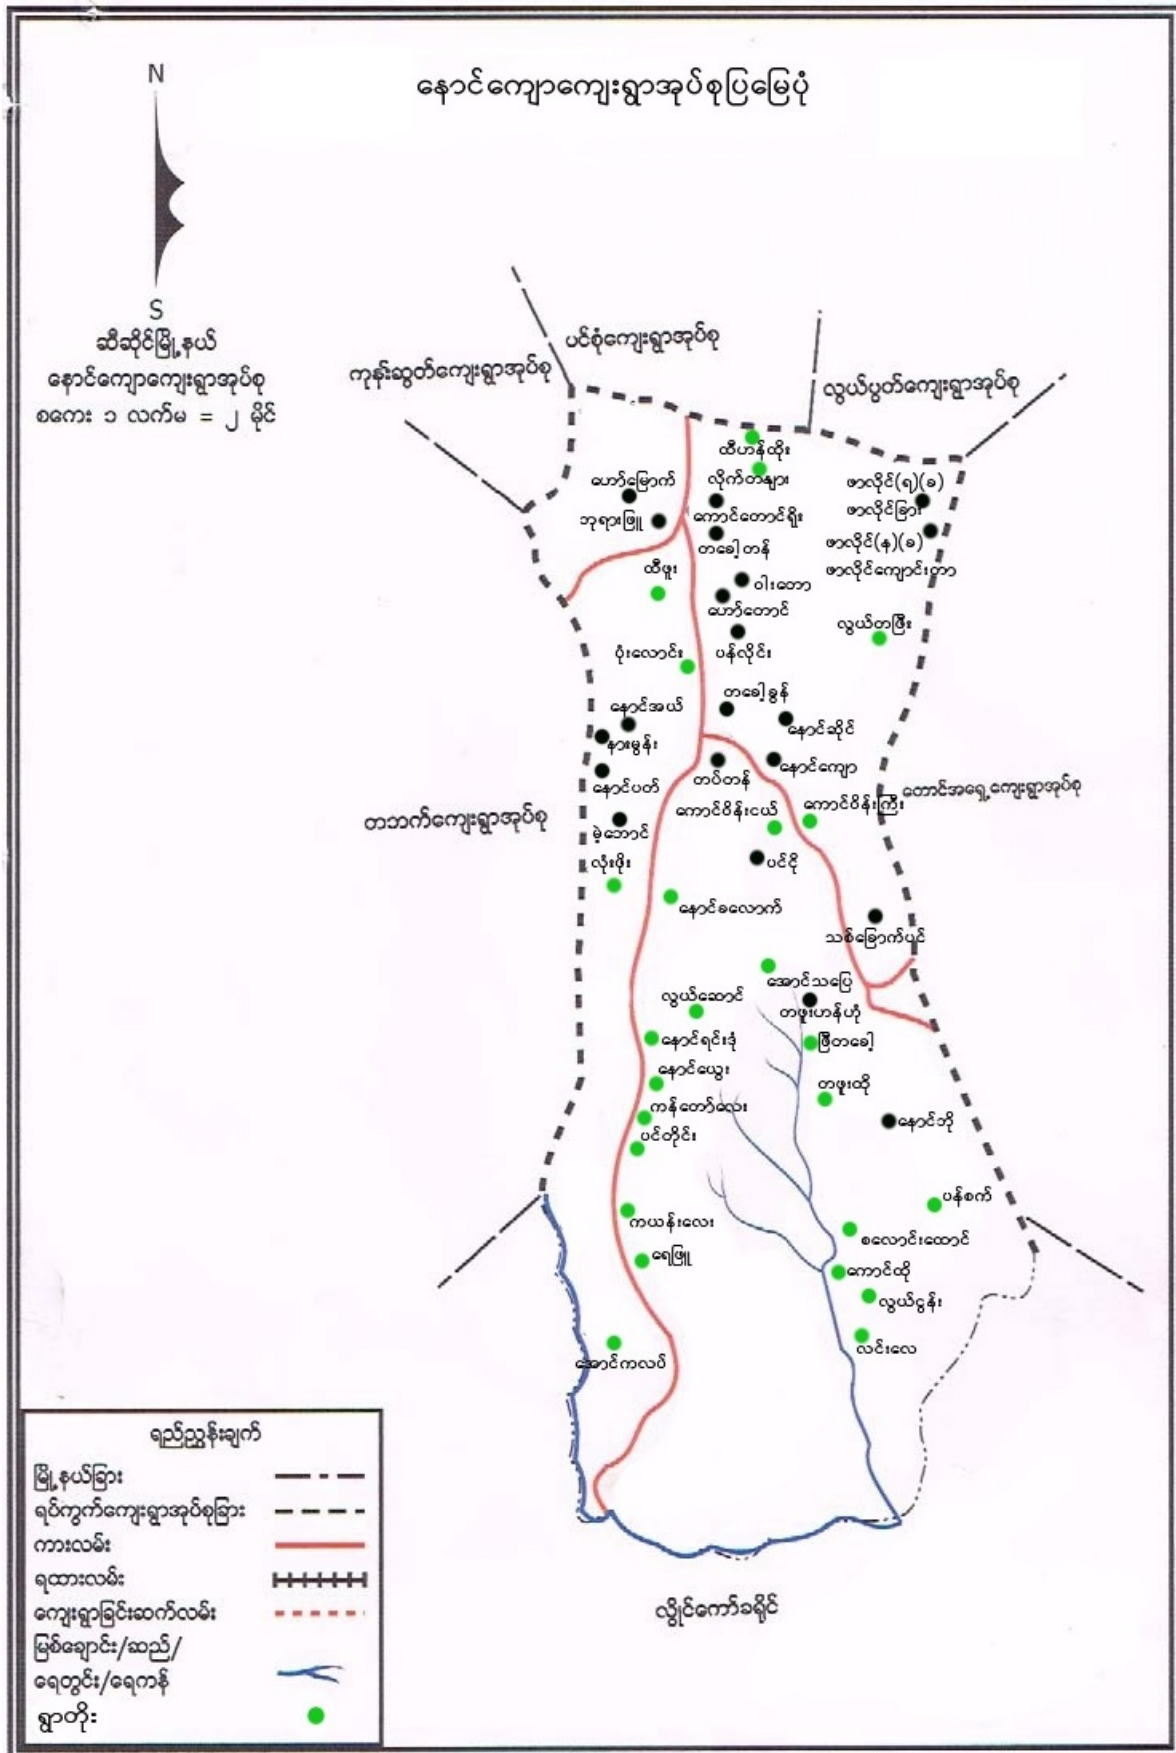 နောင်ကျောကျေးရွာအုပ်စုပြမြေပုံ
N
S
ဆီဆိုင်မြို့နယ်
နောင်ကျောကျေးရွာအုပ်စု
စကေး ၁ လက်မ = ၂ မိုင်
ပင်စုံကျေးရွာအုပ်စု
ကုန်းဆွတ်ကျေးရွာအုပ်စု
လွယ်ပွတ်ကျေးရွာအုပ်စု
ထီဟန်ထိုး
ဟော်မြောက်
လိုက်တများ
ဖာလိုင်(ရ)(ခ)
ဖာလိုင်ခြား
ဘုရားဖြူ
ကောင်တောင်ရိုး
တခေါ့တန်
ဖာလိုင်(န)(ခ)
ဖာလိုင်ကျောင်းတာ
ထီဖူး
ဝါးတော
ဟော်တောင်
လွယ်တဖြီး
ပုံးလောင်း
ပန်လိုင်း
တခေါ့ခွန်
နောင်အယ်
နောင်ဆိုင်
နားမွန်း
တပ်တန်
နောင်ကျော
နောင်ပတ်
တောင်အရှေ့ကျေးရွာအုပ်စု
ကောင်ဝိန်းငယ်
ကောင်ဝိန်းကြီး
တဘက်ကျေးရွာအုပ်စု
မဲ့ဘောင်
လုံးဖိုး
ပင်ငို
နောင်ခလောက်
သစ်ခြောက်ပင်
အောင်သပြေ
လွယ်ဆောင်
တဖူးဟန်ဟုံ
နောင်ရင်းဒုံ
ဖြီတခေါ့
နောင်ယွေး
တဖူးထို
ကန်တော်လေး
နောင်ဘို
ပင်တိုင်း
ပန်စက်
ကယန်းလေး
စလောင်းထောင်
ရေဖြူ
ကောင်ထို
လွယ်ငွန်း
လင်းလေ
အောင်ကလပ်
ရည်ညွှန်းချက်
မြို့နယ်ခြား
ရပ်ကွက်ကျေးရွာအုပ်စုခြား
ကားလမ်း
ရထားလမ်း
ကျေးရွာခြင်းဆက်လမ်း
မြစ်ချောင်း/ဆည်/
ရေတွင်း/ရေကန်
ရွာတိုး
လွိုင်ကော်ခရိုင်